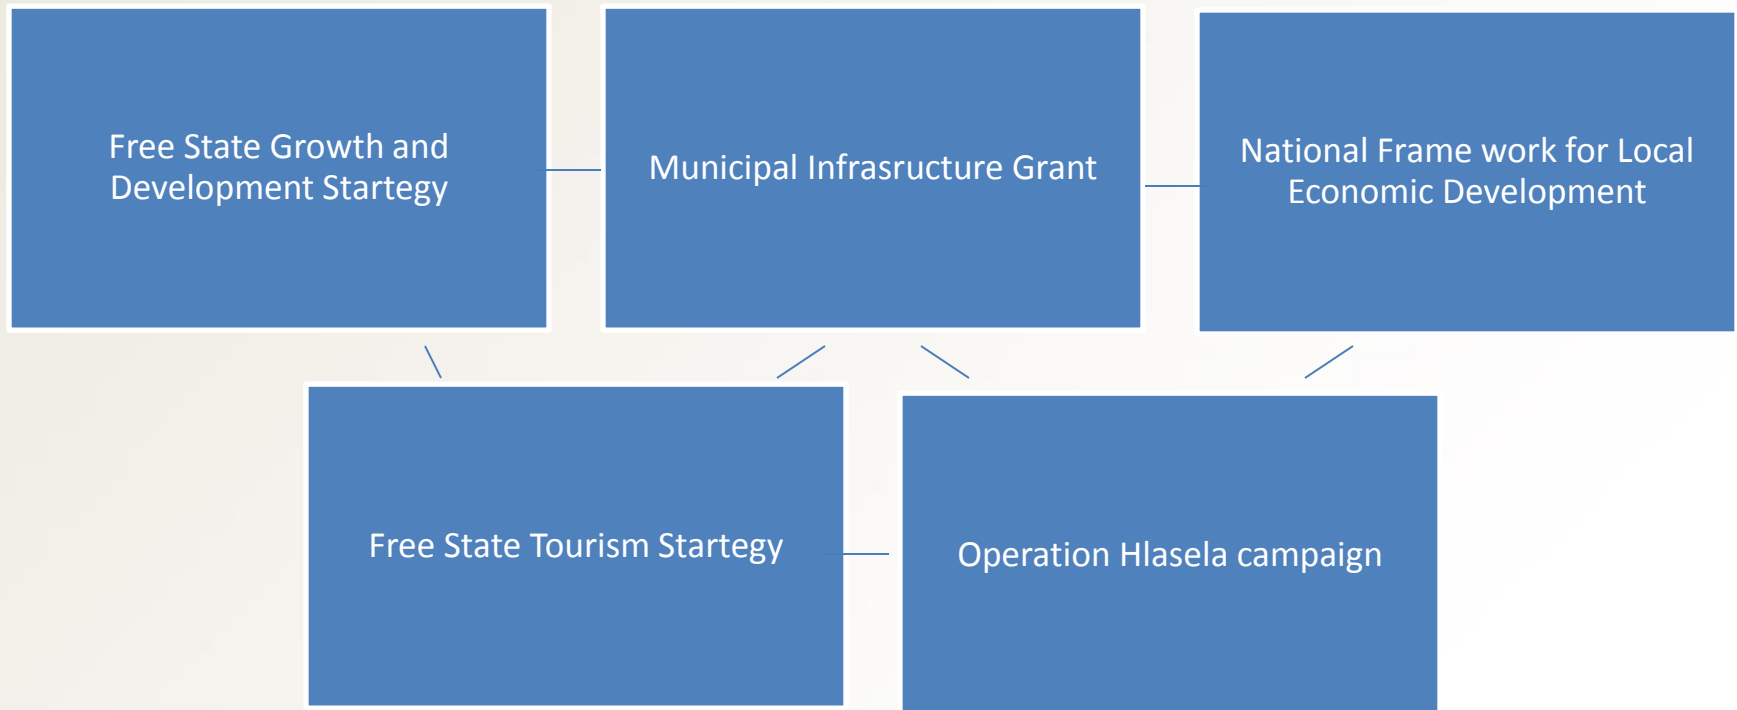 Free State Growth and
Development Startegy
Municipal Infrasructure Grant
National Frame work for Local
Economic Development
Free State Tourism Startegy
Operation Hlasela campaign